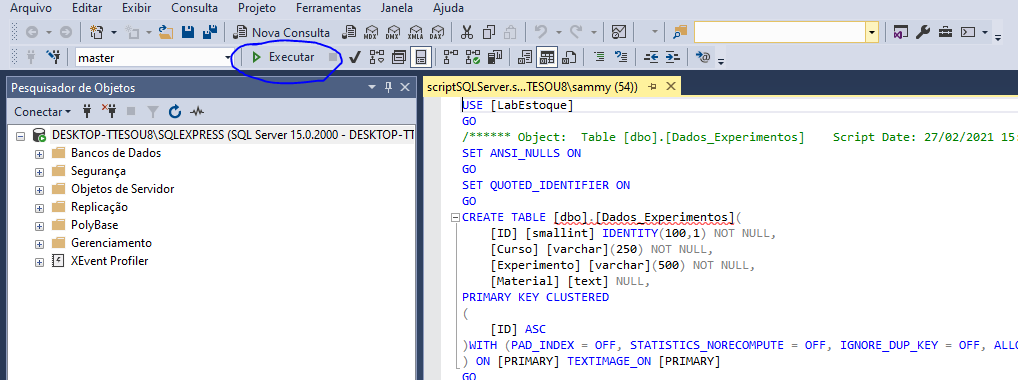 Arquivo Editar Exibir Consulta Projeto Ferramentas Janela Ajuda
Nova Consulta MDX DMX XMLA DAX
master Executar
Pesquisador de Objetos
Conectar
DESKTOP-TTESOU8\SQLEXPRESS (SQL Server 15.0.2000 - DESKTOP-TT
Bancos de Dados
Segurança
Objetos de Servidor
Replicação
PolyBase
Gerenciamento
XEvent Profiler
scriptSQLServer.s...TESOU8\sammy (54))
USE [LabEstoque]
GO
/****** Object:  Table [dbo].[Dados_Experimentos]    Script Date: 27/02/2021 15:
SET ANSI_NULLS ON
GO
SET QUOTED_IDENTIFIER ON
GO
CREATE TABLE [dbo].[Dados_Experimentos](
[ID] [smallint] IDENTITY(100,1) NOT NULL,
[Curso] [varchar](250) NOT NULL,
[Experimento] [varchar](500) NOT NULL,
[Material] [text] NULL,
PRIMARY KEY CLUSTERED
(
[ID] ASC
)WITH (PAD_INDEX = OFF, STATISTICS_NORECOMPUTE = OFF, IGNORE_DUP_KEY = OFF, ALLO
) ON [PRIMARY] TEXTIMAGE_ON [PRIMARY]
GO